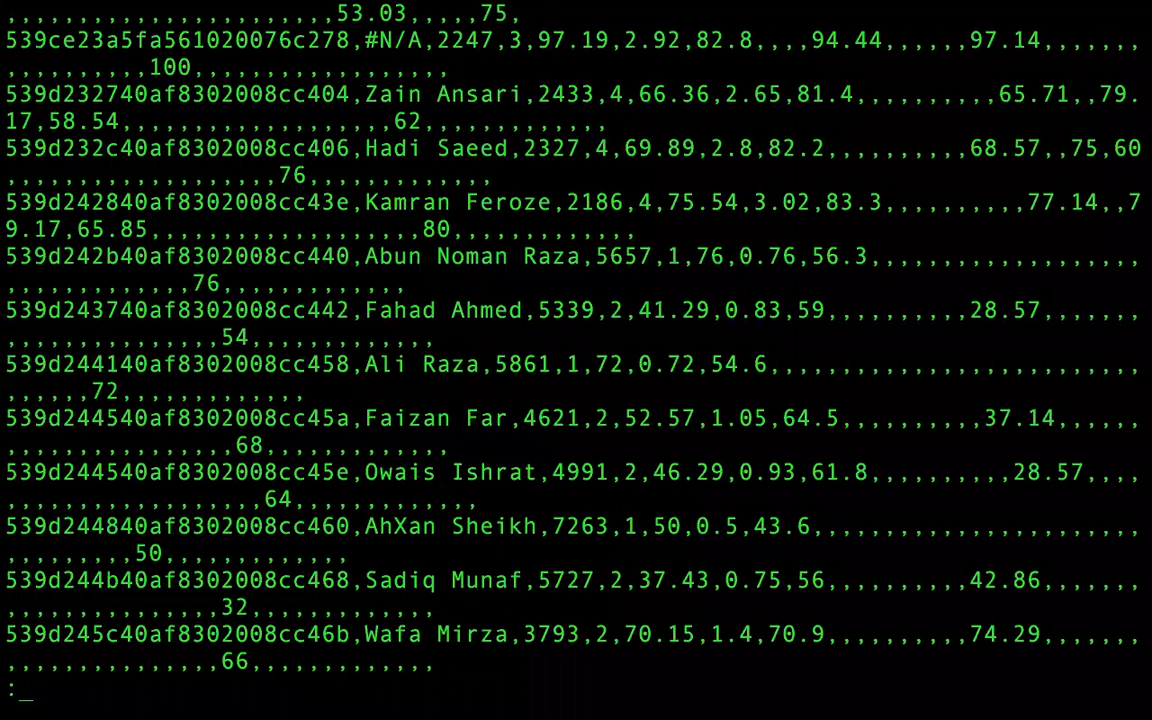 ,,,,,,,,,,,,,,,,,,,,,,,53.03,,,,,75,
539ce23a5fa561020076c278,#N/A,2247,3,97.19,2.92,82.8,,,,94.44,,,,,,97.14,,,,,,,
,,,,,,,,,,100,,,,,,,,,,,,,,,,,,
539d232740af8302008cc404,Zain Ansari,2433,4,66.36,2.65,81.4,,,,,,,,,,65.71,,79.
17,58.54,,,,,,,,,,,,,,,,,,,62,,,,,,,,,,,,,
539d232c40af8302008cc406,Hadi Saeed,2327,4,69.89,2.8,82.2,,,,,,,,,,68.57,,75,60
,,,,,,,,,,,,,,,,,,,76,,,,,,,,,,,,,
539d242840af8302008cc43e,Kamran Feroze,2186,4,75.54,3.02,83.3,,,,,,,,,,77.14,,7
9.17,65.85,,,,,,,,,,,,,,,,,,,80,,,,,,,,,,,,,
539d242b40af8302008cc440,Abun Noman Raza,5657,1,76,0.76,56.3,,,,,,,,,,,,,,,,,,,
,,,,,,,,,,,,,76,,,,,,,,,,,,,
539d243740af8302008cc442,Fahad Ahmed,5339,2,41.29,0.83,59,,,,,,,,,,28.57,,,,,,,
,,,,,,,,,,,,,,,54,,,,,,,,,,,,,
539d244140af8302008cc458,Ali Raza,5861,1,72,0.72,54.6,,,,,,,,,,,,,,,,,,,,,,,,,,
,,,,,,72,,,,,,,,,,,,,
539d244540af8302008cc45a,Faizan Far,4621,2,52.57,1.05,64.5,,,,,,,,,,37.14,,,,,,
,,,,,,,,,,,,,,,,68,,,,,,,,,,,,,
539d244540af8302008cc45e,Owais Ishrat,4991,2,46.29,0.93,61.8,,,,,,,,,,28.57,,,,
,,,,,,,,,,,,,,,,,,64,,,,,,,,,,,,,
539d244840af8302008cc460,AhXan Sheikh,7263,1,50,0.5,43.6,,,,,,,,,,,,,,,,,,,,,,,
,,,,,,,,,50,,,,,,,,,,,,,
539d244b40af8302008cc468,Sadiq Munaf,5727,2,37.43,0.75,56,,,,,,,,,,42.86,,,,,,,
,,,,,,,,,,,,,,,32,,,,,,,,,,,,,
539d245c40af8302008cc46b,Wafa Mirza,3793,2,70.15,1.4,70.9,,,,,,,,,,74.29,,,,,,,
,,,,,,,,,,,,,,,66,,,,,,,,,,,,,
:_